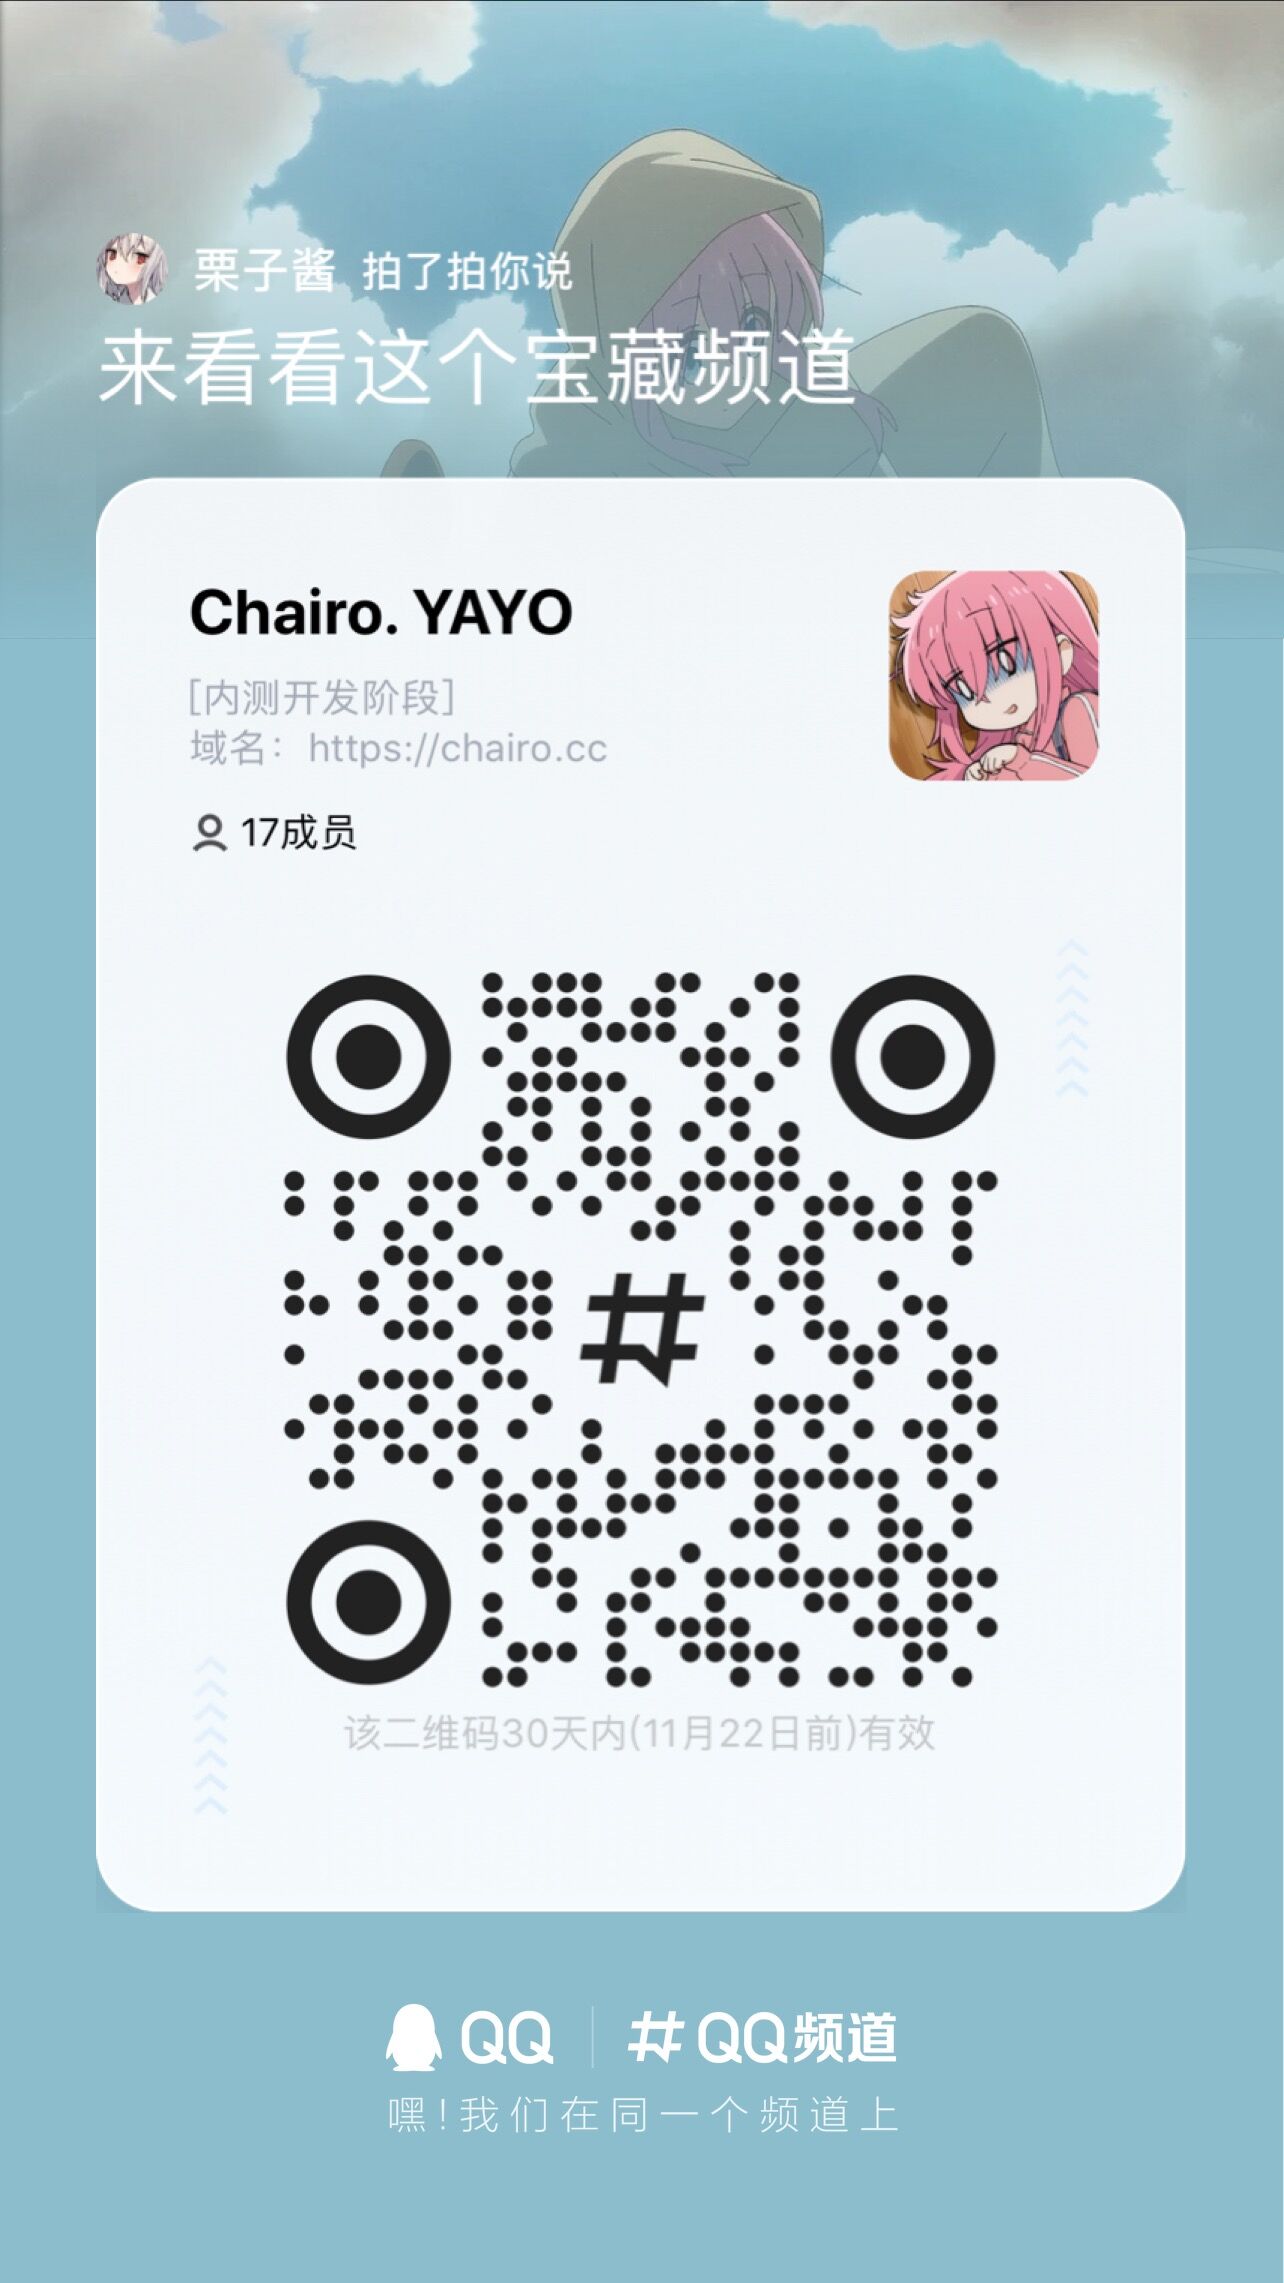 栗子酱 拍了拍你说
来看看这个宝藏频道
Chairo. YAYO
[内测开发阶段]
域名：https://chairo.cc
17成员
该二维码30天内(11月22日前)有效
QQ | QQ频道
嘿!我们在同一个频道上